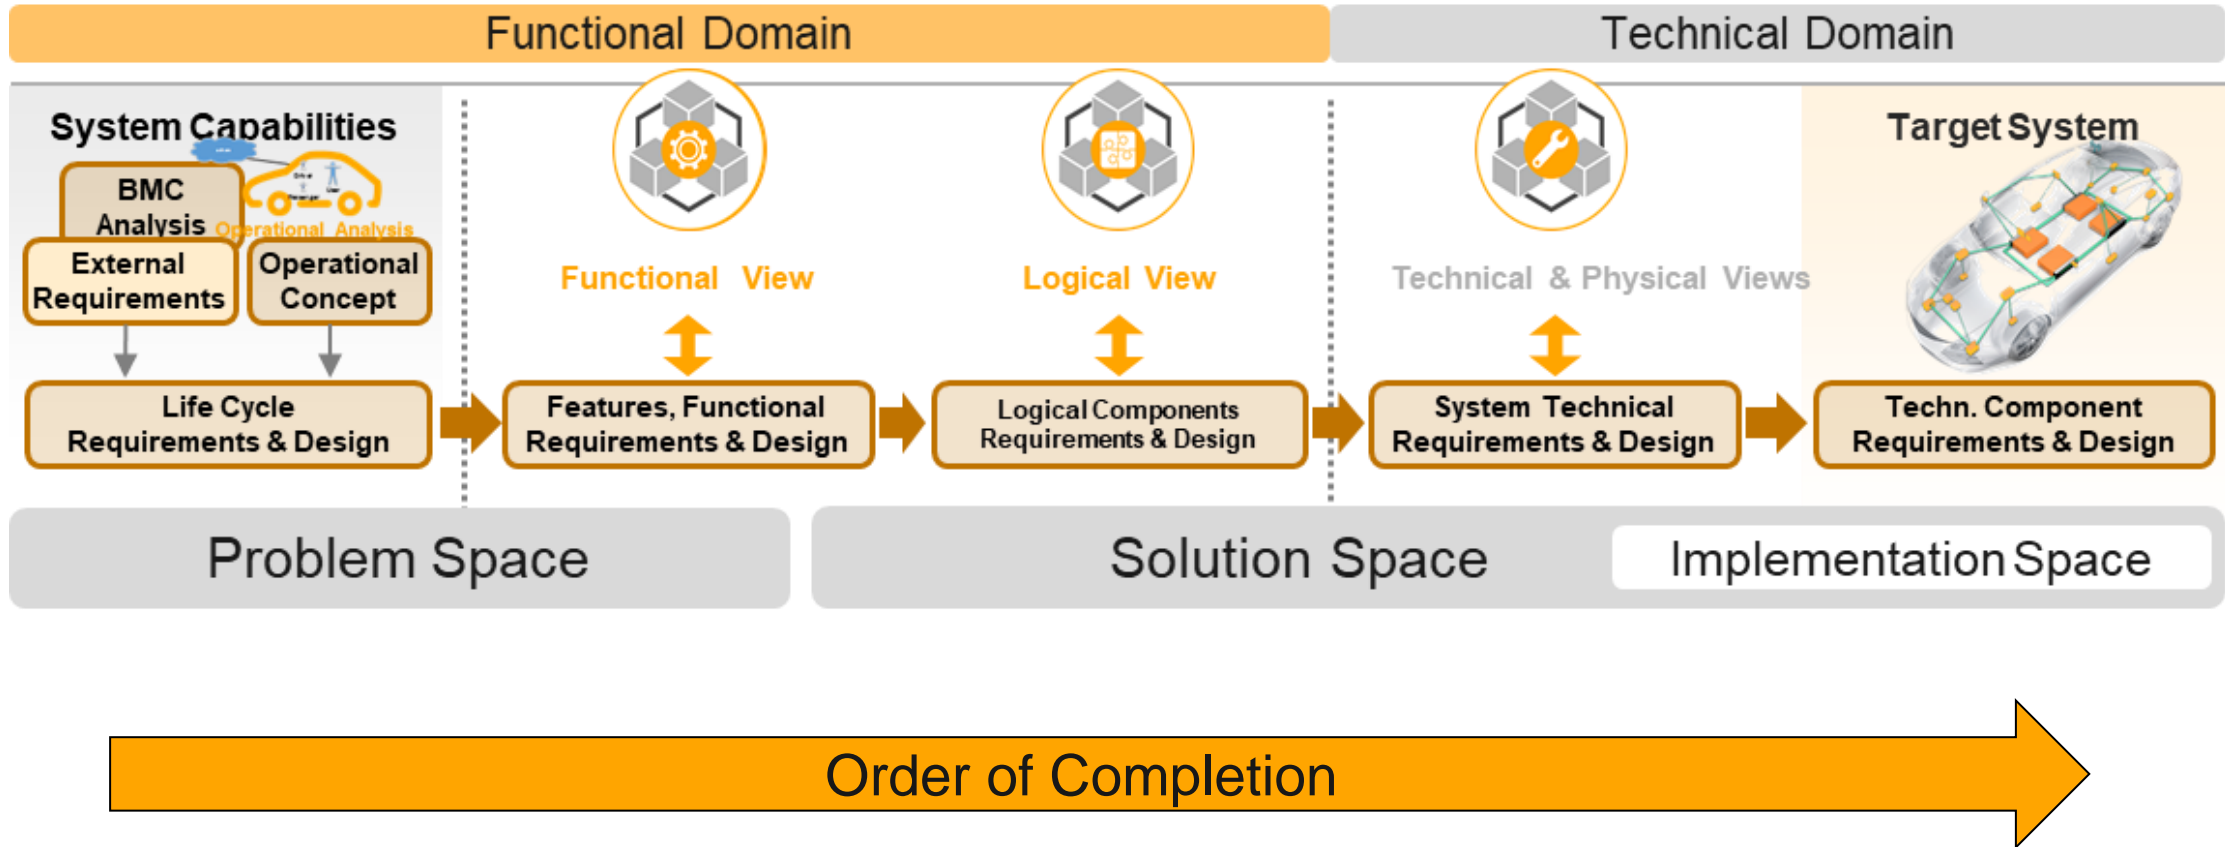 Functional Domain
Technical Domain
System Capabilities
BMC
Analysis
Operational Analysis
External
Requirements
Operational
Concept
Life Cycle
Requirements & Design
Functional View
Features, Functional
Requirements & Design
Logical View
Logical Components
Requirements & Design
Technical & Physical Views
System Technical
Requirements & Design
Target System
Techn. Component
Requirements & Design
Problem Space
Solution Space
Implementation Space
Order of Completion